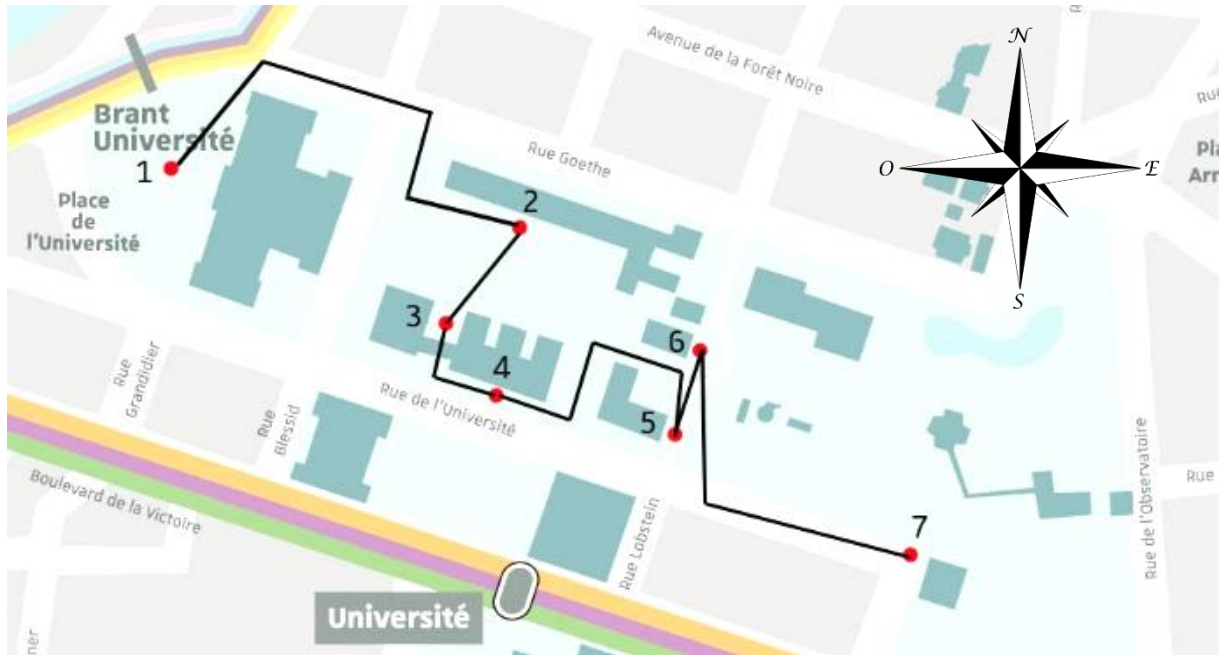 Avenue de la Forêt Noire
N
O
E
S
Rue
Pla
Arr
Brant
Université
1
Place
de
l'Université
Rue Goethe
2
3
4
5
6
7
Rue
Grandidier
Rue
Blessid
Rue de l'Université
Boulevard de la Victoire
Rue Lobstein
Rue de l'Observatoire
Rue
Université
ner